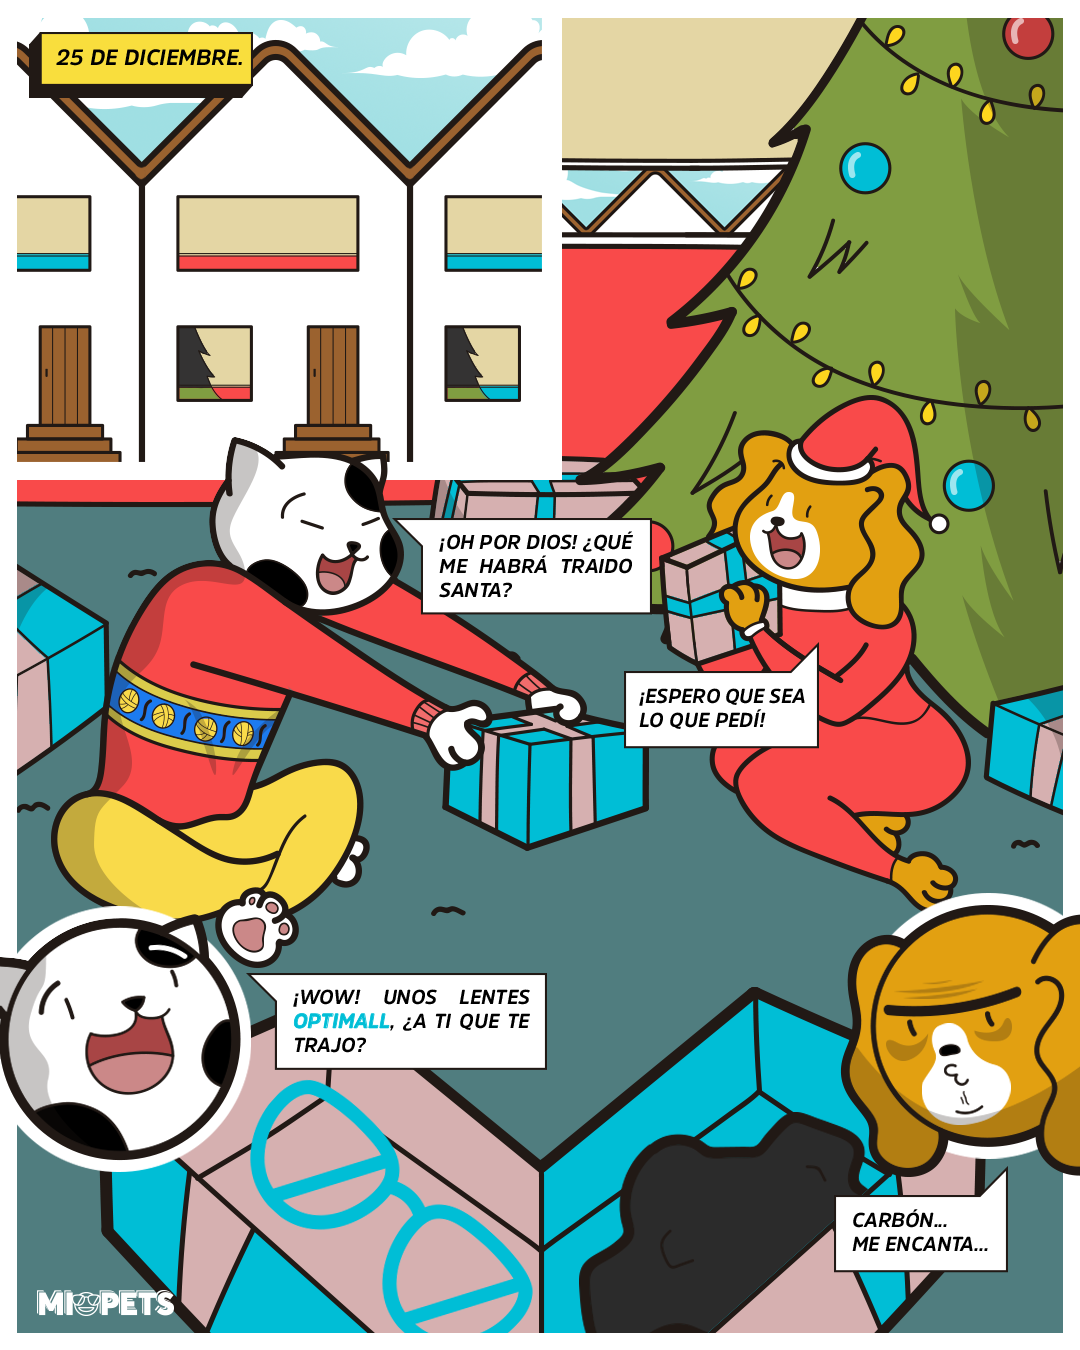 25 DE DICIEMBRE.
¡OH POR DIOS! ¿QUÉ
ME HABRÁ TRAIDO
SANTA?
¡ESPERO QUE SEA
LO QUE PEDÍ!
¡WOW! UNOS LENTES
OPTIMALL, ¿A TI QUE TE
TRAJO?
CARBÓN...
ME ENCANTA...
MIOPETS